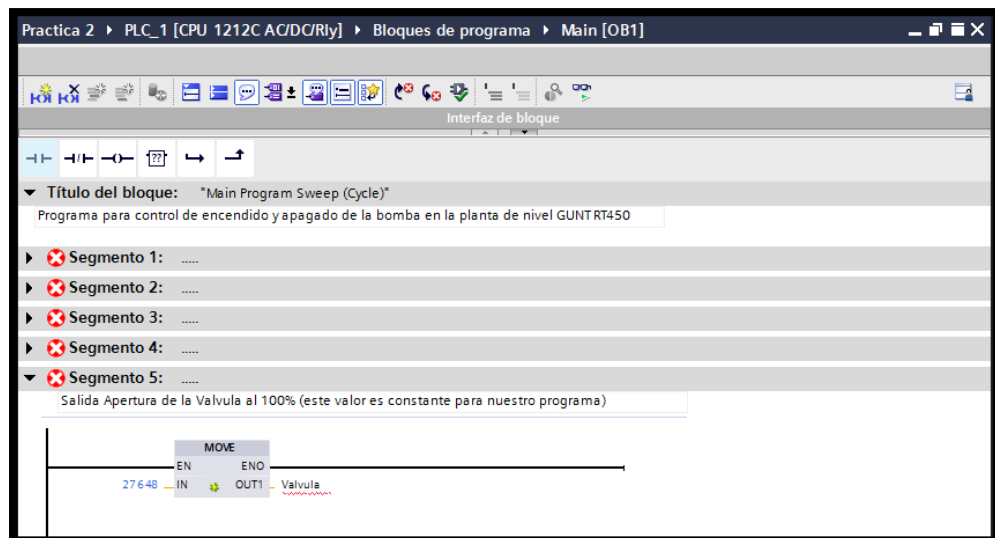 Practica 2 ▸ PLC_1 [CPU 1212C AC/DC/Rly] ▸ Bloques de programa ▸ Main [OB1]
Interfaz de bloque
??
Título del bloque: "Main Program Sweep (Cycle)"
Programa para control de encendido y apagado de la bomba en la planta de nivel GUNT RT450
Segmento 1: .....
Segmento 2: .....
Segmento 3: .....
Segmento 4: .....
Segmento 5: .....
Salida Apertura de la Valvula al 100% (este valor es constante para nuestro programa)
MOVE
EN ENO
27648 IN OUT1 Valvula